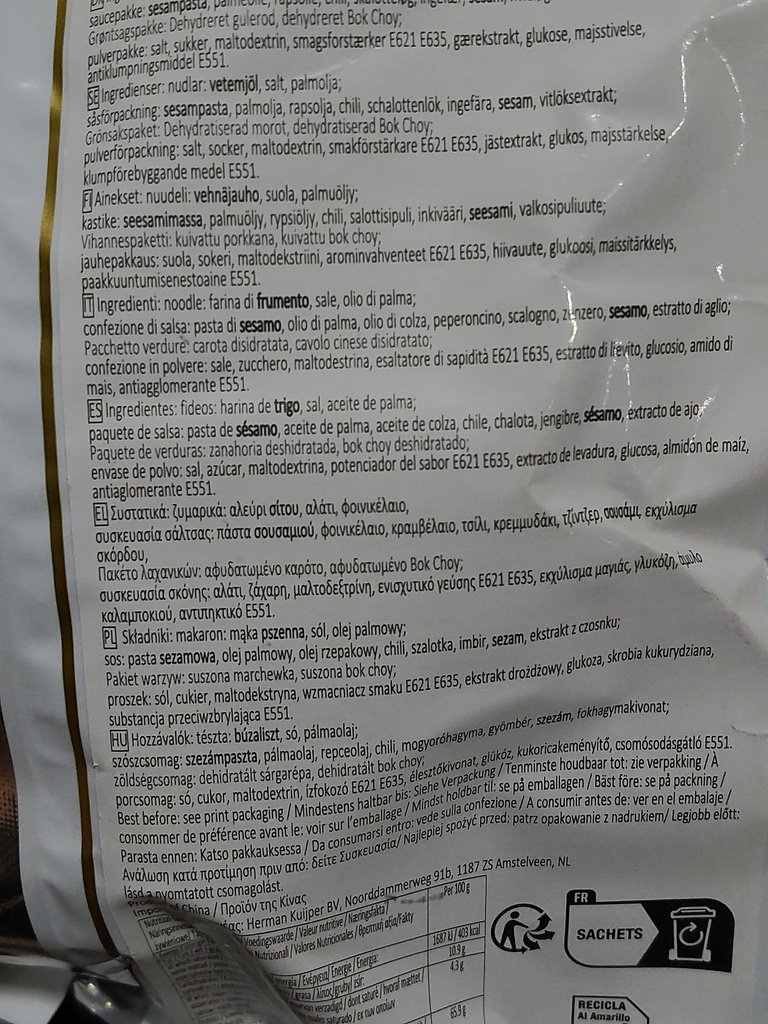 saucepakke: sesampasta,
Grøntsagspakke: Dehydreret gulerod, dehydreret Bok Choy;
pulverpakke: salt, sukker, maltodextrin, smagsforstærker E621 E635, gærekstrakt, glukose, majsstivelse,
antiklumpningsmiddel E551.
SE Ingredienser: nudlar: vetemjöl, salt, palmolja;
såsförpackning: sesampasta, palmolja, rapsolja, chili, schalottenlök, ingefära, sesam, vitlöksextrakt;
Grönsakspaket: Dehydratiserad morot, dehydratiserad Bok Choy;
pulverförpackning: salt, socker, maltodextrin, smakförstärkare E621 E635, jästextrakt, glukos, majsstärkelse,
klumpförebyggande medel E551.
FI Ainekset: nuudeli: vehnäjauho, suola, palmuöljy;
kastike: seesamimassa, palmuöljy, rypsiöljy, chili, salottisipuli, inkivääri, seesami, valkosipuliuute;
Vihannespaketti: kuivattu porkkana, kuivattu bok choy;
jauhepakkaus: suola, sokeri, maltodekstriini, arominvahventeet E621 E635, hiivauute, glukoosi, maissitärkkelys,
paakkuuntumisenestoaine E551.
IT Ingredienti: noodle: farina di frumento, sale, olio di palma;
confezione di salsa: pasta di sesamo, olio di palma, olio di colza, peperoncino, scalogno, zenzero, sesamo, estratto di aglio;
Pacchetto verdure: carota disidratata, cavolo cinese disidratato;
confezione in polvere: sale, zucchero, maltodestrina, esaltatore di sapidità E621 E635, estratto di lievito, glucosio, amido di
mais, antiagglomerante E551.
ES Ingredientes: fideos: harina de trigo, sal, aceite de palma;
paquete de salsa: pasta de sésamo, aceite de palma, aceite de colza, chile, chalota, jengibre, sésamo, extracto de ajo
Paquete de verduras: zanahoria deshidratada, bok choy deshidratado;
envase de polvo: sal, azúcar, maltodextrina, potenciador del sabor E621 E635, extracto de levadura, glucosa, almidón de maíz,
antiaglomerante E551.
EL Συστατικά: ζυμαρικά: αλεύρι σίτου, αλάτι, φοινικέλαιο,
συσκευασία σάλτσας: πάστα σουσαμιού, φοινικέλαιο, κραμβέλαιο, τσίλι, κρεμμυδάκι, τζίντζερ, σουσάμι, εκχύλισμα
σκόρδου,
Πακέτο λαχανικών: αφυδατωμένο καρότο, αφυδατωμένο Bok Choy;
συσκευασία σκόνης: αλάτι, ζάχαρη, μαλτοδεξτρίνη, ενισχυτικό γεύσης E621 E635, εκχύλισμα μαγιάς, γλυκόζη, άμυλο
καλαμποκιού, αντιπηκτικό E551.
PL Składniki: makaron: mąka pszenna, sól, olej palmowy;
sos: pasta sezamowa, olej palmowy, olej rzepakowy, chili, szalotka, imbir, sezam, ekstrakt z czosnku;
Pakiet warzyw: suszona marchewka, suszona bok choy;
proszek: sól, cukier, maltodekstryna, wzmacniacz smaku E621 E635, ekstrakt drożdżowy, glukoza, skrobia kukurydziana,
substancja przeciwzbrylająca E551.
HU Hozzávalók: tészta: búzaliszt, só, pálmaolaj;
szószcsomag: szezámpaszta, pálmaolaj, repceolaj, chili, mogyoróhagyma, gyömbér, szezám, fokhagymakivonat;
zöldségcsomag: dehidratált sárgarépa, dehidratált bok choy;
porcsomag: só, cukor, maltodextrin, ízfokozó E621 E635, élesztőkivonat, glükóz, kukoricakeményítő, csomósodásgátló E551.
Best before: see print packaging / Mindestens haltbar bis: Siehe Verpackung / Tenminste houdbaar tot: zie verpakking / À
consommer de préférence avant le: voir sur l'emballage / Mindst holdbar til: se på emballagen / Bäst före: se på packning /
Parasta ennen: Katso pakkauksessa / Da consumarsi entro: vede sulla confezione / A consumir antes de: ver en el embalaje /
Ανάλωση κατά προτίμηση πριν από: δείτε Συσκευασία/ Najlepiej spożyć przed: patrz opakowanie z nadrukiem/ Legjobb előtt:
lásd a nyomtatott csomagolást.
China / Προϊόν της Κίνας
Herman Kuijper BV, Noorddammerweg 91b, 1187 ZS Amstelveen, NL
Per 100 g
Voedingswaarde / Valeur nutritive / Næringsfakta/
Nutrizionali / Valores Nutricionales / Θρεπτική αξία/Fakty
Ενέργεια/ Energie / Energia: 1687 kJ / 403 kcal
10.9 g
4.3 g
65.9 g
FR
SACHETS
RECICLA
Al Amarillo